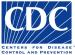 CDC
CENTERS FOR DISEASE
CONTROL AND PREVENTION